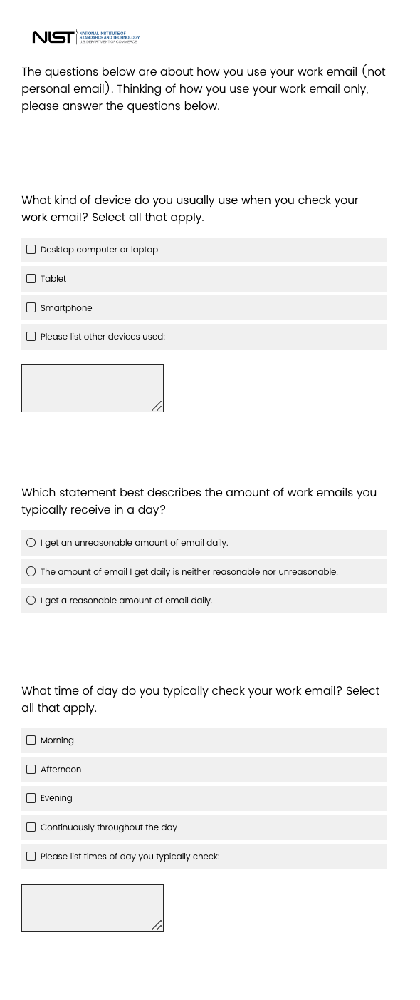 NIST
NATIONAL INSTITUTE OF
STANDARDS AND TECHNOLOGY
U.S. DEPARTMENT OF COMMERCE
The questions below are about how you use your work email (not
personal email). Thinking of how you use your work email only,
please answer the questions below.
What kind of device do you usually use when you check your
work email? Select all that apply.
Desktop computer or laptop
Tablet
Smartphone
Please list other devices used:
Which statement best describes the amount of work emails you
typically receive in a day?
I get an unreasonable amount of email daily.
The amount of email I get daily is neither reasonable nor unreasonable.
I get a reasonable amount of email daily.
What time of day do you typically check your work email? Select
all that apply.
Morning
Afternoon
Evening
Continuously throughout the day
Please list times of day you typically check: